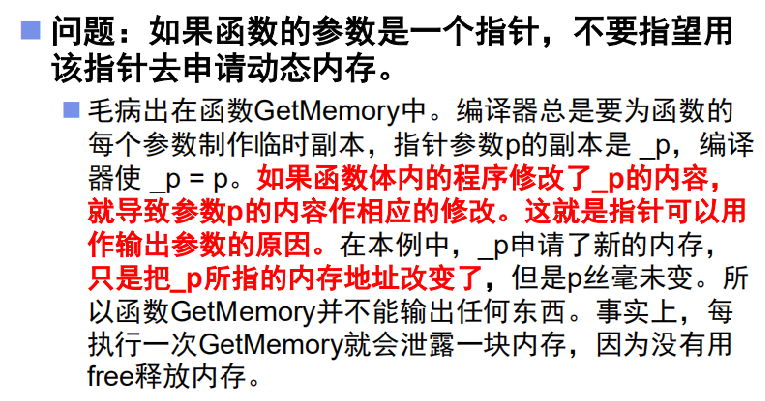 问题：如果函数的参数是一个指针，不要指望用
该指针去申请动态内存。
毛病出在函数GetMemory中。编译器总是要为函数的
每个参数制作临时副本，指针参数p的副本是 _p，编译
器使 _p = p。如果函数体内的程序修改了_p的内容，
就导致参数p的内容作相应的修改。这就是指针可以用
作输出参数的原因。在本例中，_p申请了新的内存，
只是把_p所指的内存地址改变了，但是p丝毫未变。所
以函数GetMemory并不能输出任何东西。事实上，每
执行一次GetMemory就会泄露一块内存，因为没有用
free释放内存。